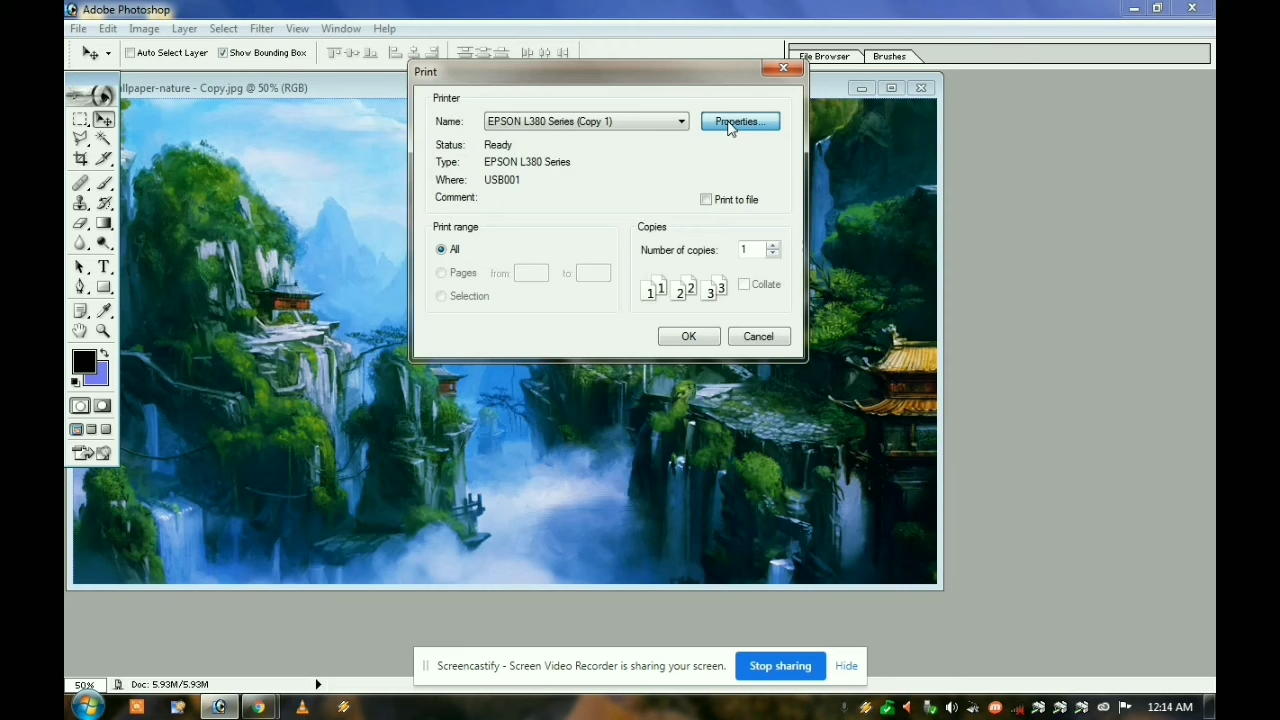 Adobe Photoshop
File Edit Image Layer Select Filter View Window Help
Auto Select Layer Show Bounding Box
File Browser Brushes
llpaper-nature - Copy.jpg @ 50% (RGB)
Print
Printer
Name: EPSON L380 Series (Copy 1) Properties...
Status: Ready
Type: EPSON L380 Series
Where: USB001
Comment:
Print to file
Print range
All
Pages from: to:
Selection
Copies
Number of copies: 1
1 1 2 2 3 3 Collate
OK Cancel
Screencastify - Screen Video Recorder is sharing your screen. Stop sharing Hide
50% Doc: 5.93M/5.93M
12:14 AM